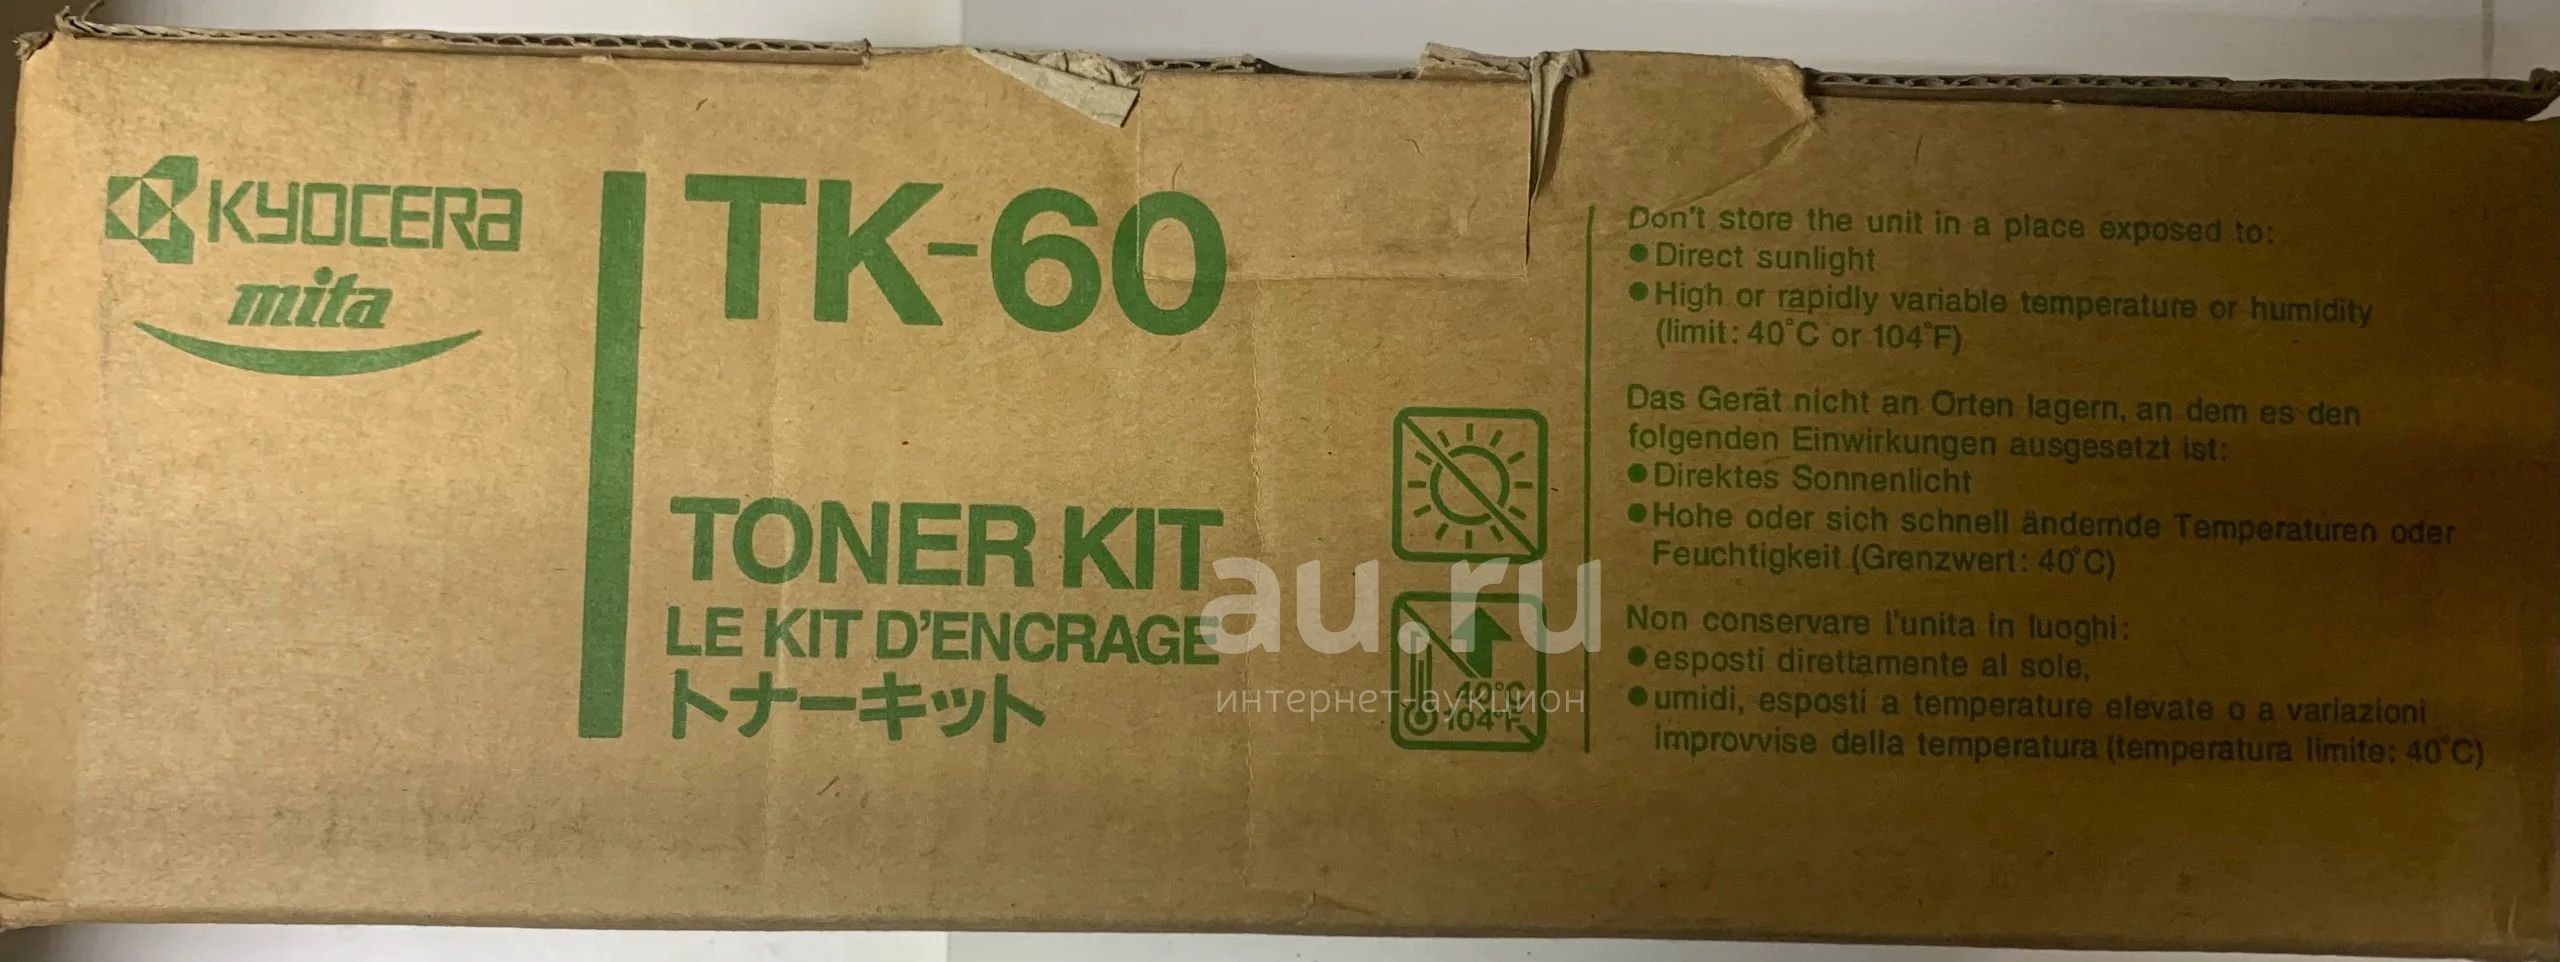 KYOCERA
mita
TK-60
TONER KIT
LE KIT D'ENCRAGE
トナーキット
40°C
104°F
Don't store the unit in a place exposed to:
●Direct sunlight
●High or rapidly variable temperature or humidity
(limit: 40°C or 104°F)
Das Gerät nicht an Orten lagern, an dem es den
folgenden Einwirkungen ausgesetzt ist:
●Direktes Sonnenlicht
●Hohe oder sich schnell ändernde Temperaturen oder
Feuchtigkeit (Grenzwert: 40°C)
Non conservare l'unita in luoghi:
●esposti direttamente al sole,
●umidi, esposti a temperature elevate o a variazioni
improvvise della temperatura (temperatura limite: 40°C)
au.ru
интернет-аукцион